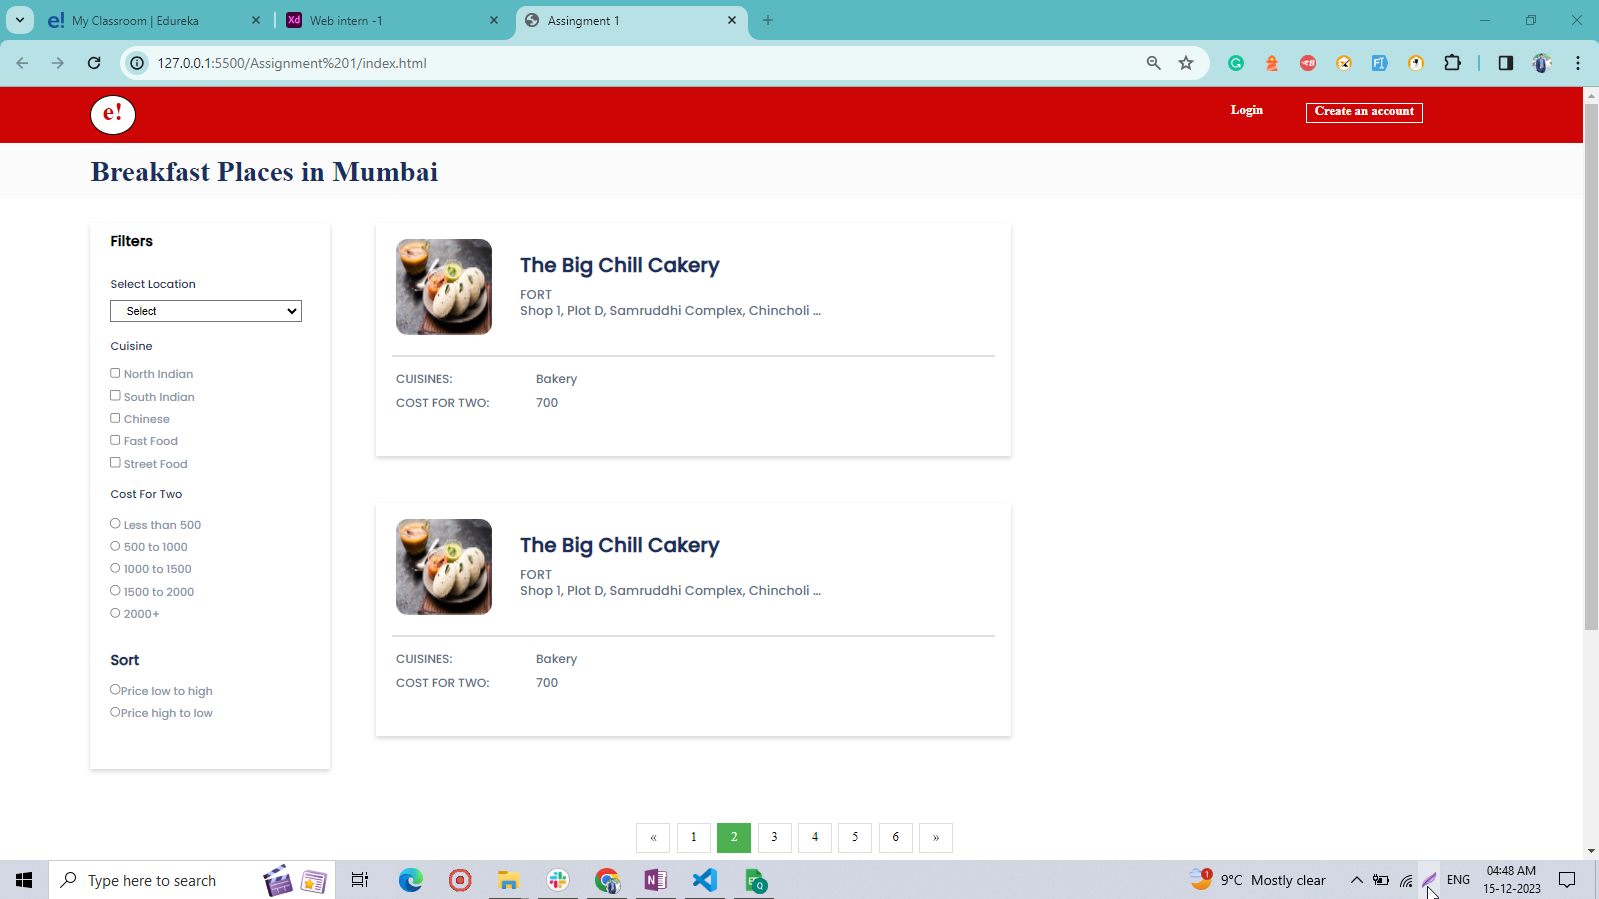 e! My Classroom | Edureka
Xd Web intern -1
Assingment 1
127.0.0.1:5500/Assignment%201/index.html
e!
Login
Create an account
Breakfast Places in Mumbai
Filters
Select Location
Select
Cuisine
North Indian
South Indian
Chinese
Fast Food
Street Food
Cost For Two
Less than 500
500 to 1000
1000 to 1500
1500 to 2000
2000+
Sort
Price low to high
Price high to low
The Big Chill Cakery
FORT
Shop 1, Plot D, Samruddhi Complex, Chincholi ...
CUISINES: Bakery
COST FOR TWO: 700
The Big Chill Cakery
FORT
Shop 1, Plot D, Samruddhi Complex, Chincholi ...
CUISINES: Bakery
COST FOR TWO: 700
« 1 2 3 4 5 6 »
Type here to search
1
9°C Mostly clear
ENG
04:48 AM
15-12-2023